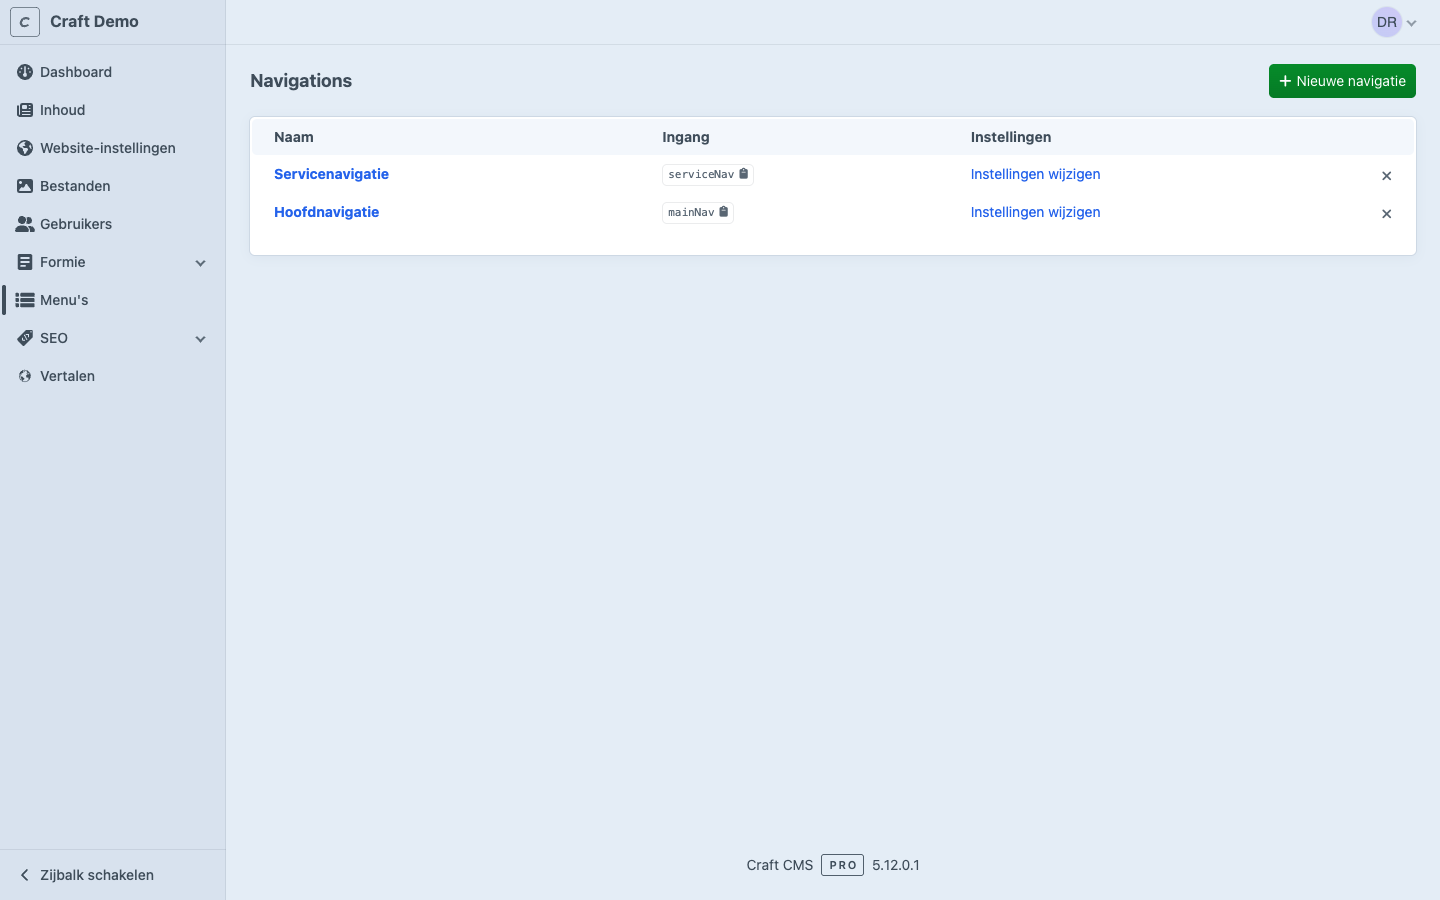 C Craft Demo
DR
Dashboard
Inhoud
Website-instellingen
Bestanden
Gebruikers
Formie
Menu's
SEO
Vertalen
Zijbalk schakelen
Navigations
Nieuwe navigatie
Naam Ingang Instellingen
Servicenavigatie serviceNav Instellingen wijzigen
Hoofdnavigatie mainNav Instellingen wijzigen
Craft CMS PRO 5.12.0.1